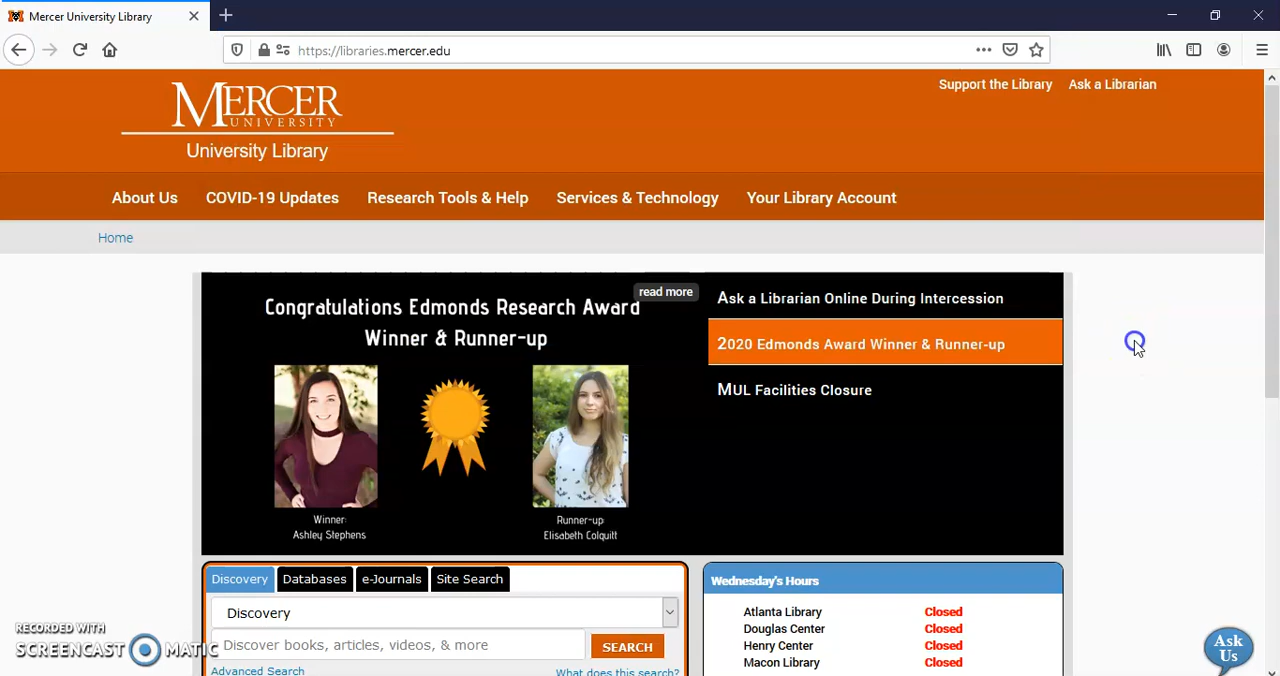 Mercer University Library
https://libraries.mercer.edu
Support the Library
Ask a Librarian
MERCER
UNIVERSITY
University Library
About Us
COVID-19 Updates
Research Tools & Help
Services & Technology
Your Library Account
Home
Congratulations Edmonds Research Award
Winner & Runner-up
read more
Winner:
Ashley Stephens
Runner-up:
Elisabeth Colquitt
Ask a Librarian Online During Intercession
2020 Edmonds Award Winner & Runner-up
MUL Facilities Closure
Discovery
Databases
e-Journals
Site Search
Discovery
Discover books, articles, videos, & more
SEARCH
Advanced Search
What does this search?
Wednesday's Hours
Atlanta Library Closed
Douglas Center Closed
Henry Center Closed
Macon Library Closed
Ask
Us
RECORDED WITH
SCREENCAST MATIC